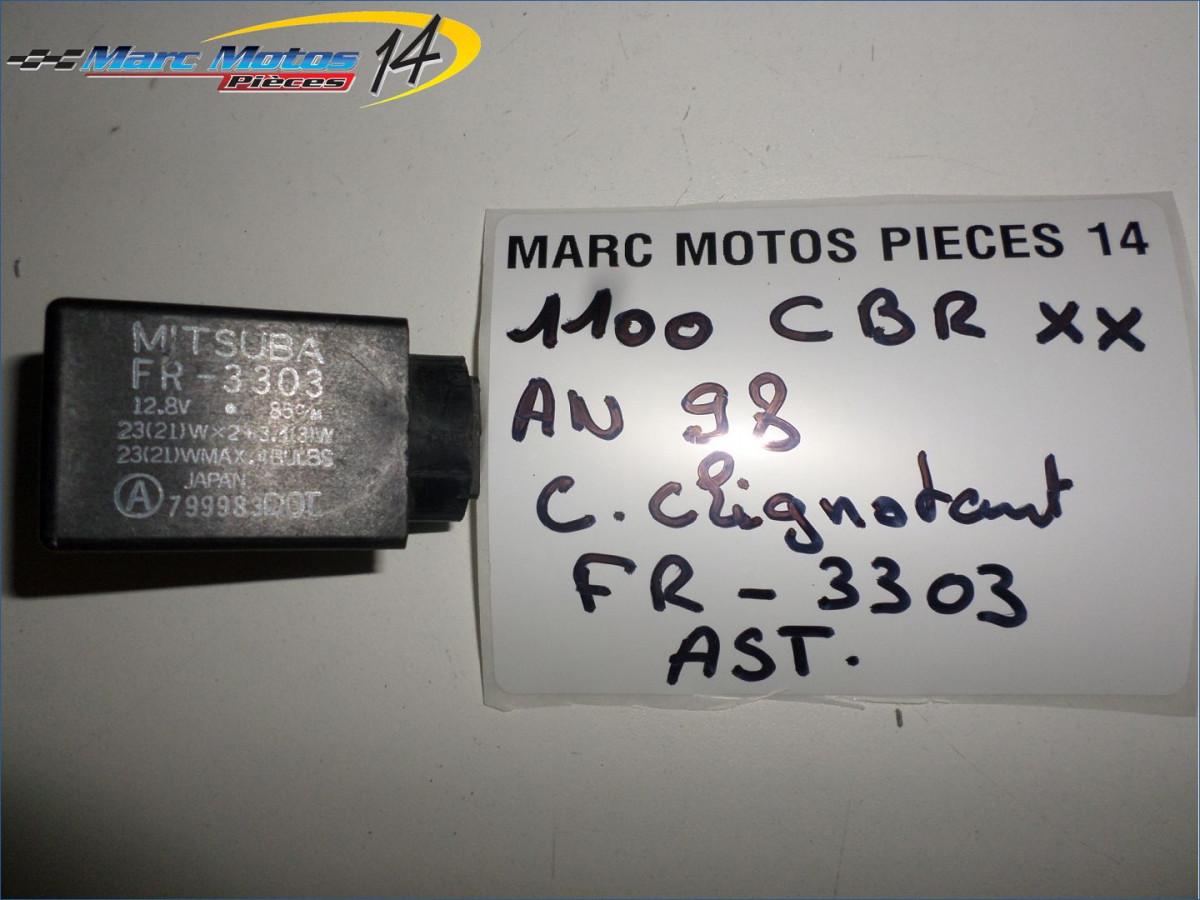 Marc Motos 14
Pièces
MARC MOTOS PIECES 14
1100 CBR XX
AN 98
C. Clignotant
FR - 3303
AST.
MITSUBA
FR-3303
12.8V • 85c/M
23(21)W×2+3.4(3)W
23(21)WMAX.4BULBS
JAPAN
A 799983DOT